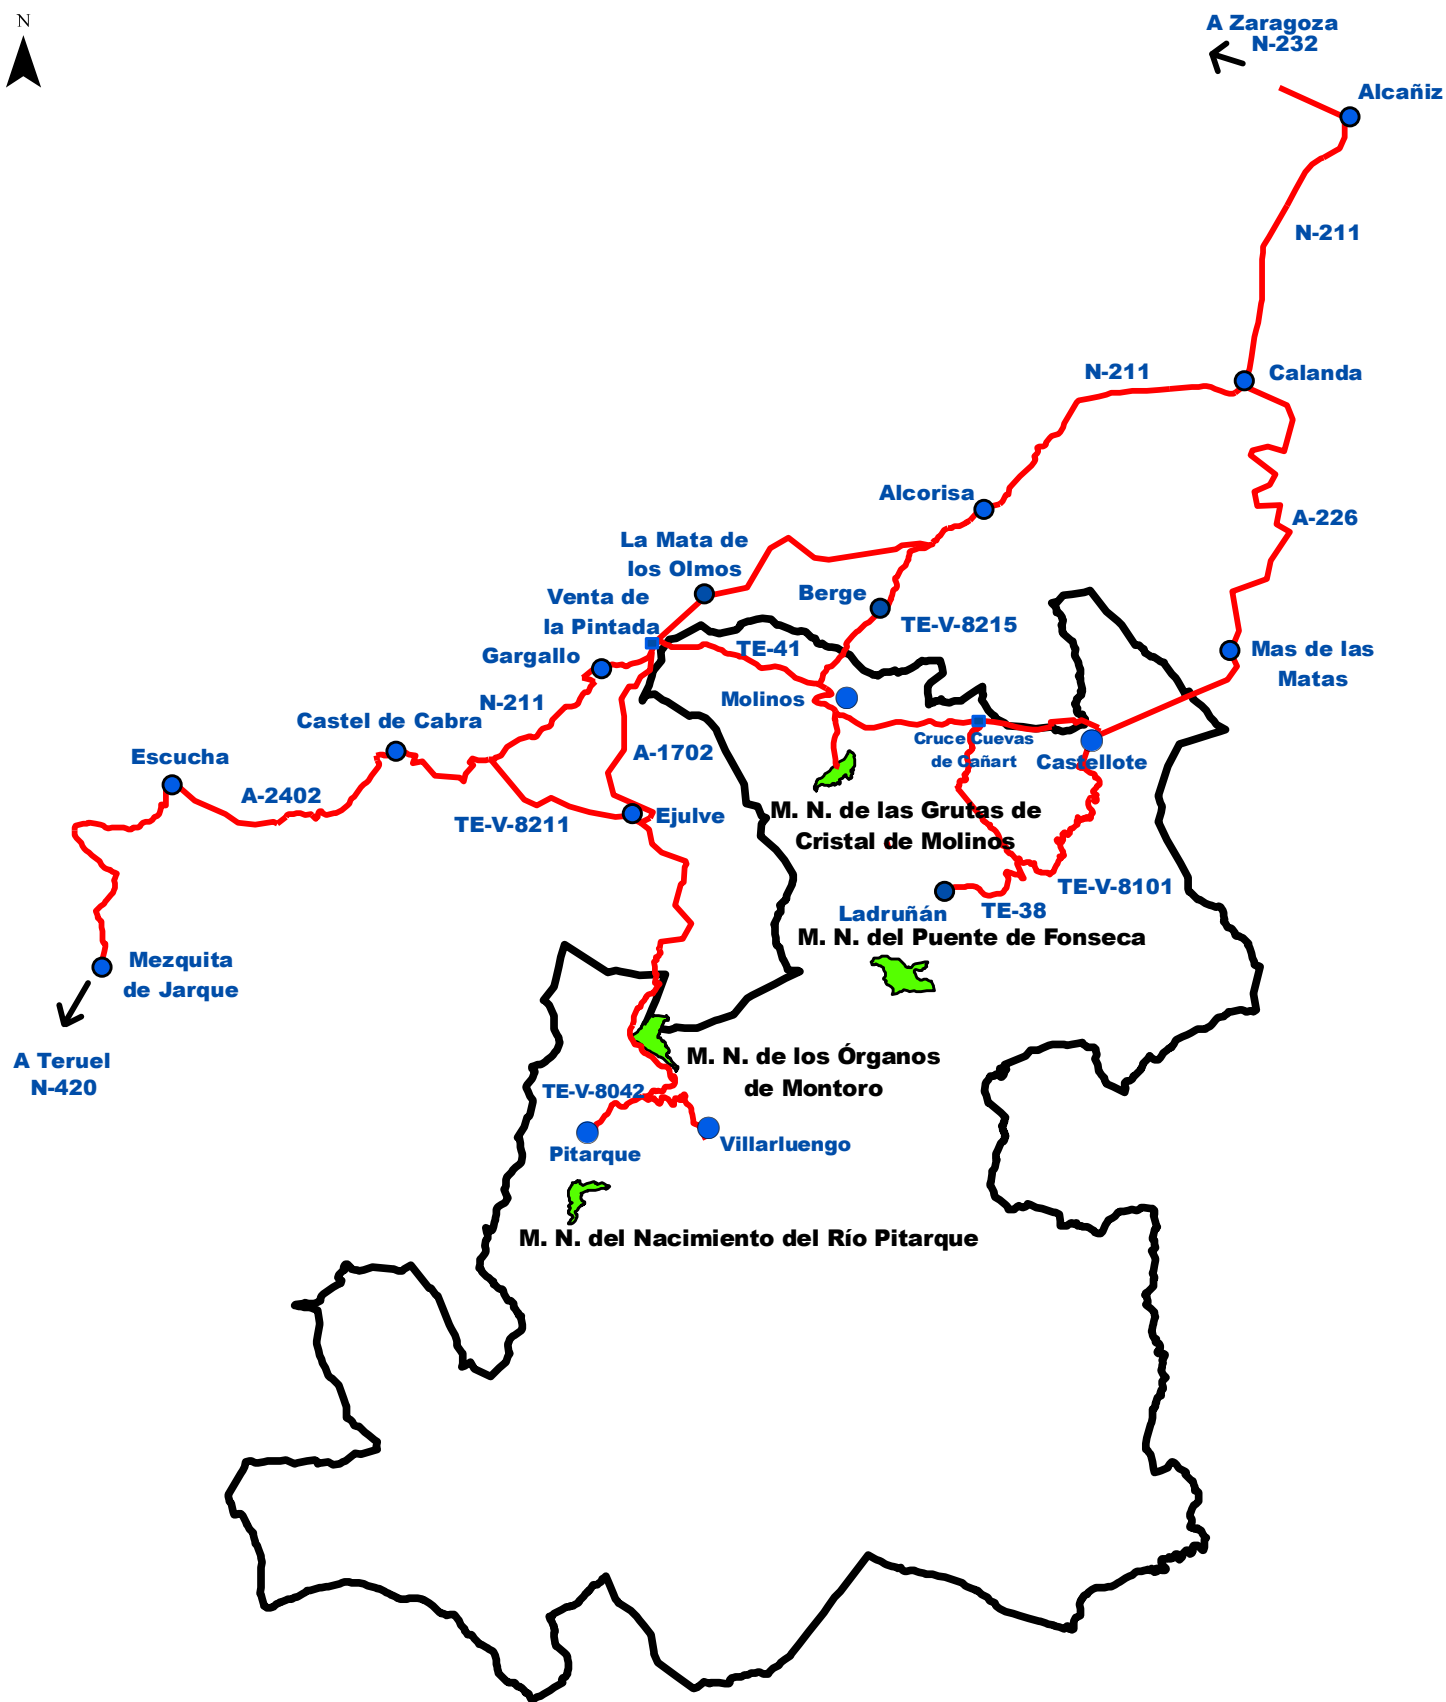 N
A Zaragoza
N-232
Alcañiz
N-211
N-211
Calanda
Alcorisa
A-226
La Mata de
los Olmos
Venta de
la Pintada
Berge
TE-V-8215
TE-41
Gargallo
Mas de las
Matas
Molinos
N-211
Castel de Cabra
Cruce Cuevas
de Cañart
Castellote
Escucha
A-1702
A-2402
TE-V-8211
Ejulve
M. N. de las Grutas de
Cristal de Molinos
TE-V-8101
Ladruñán
TE-38
M. N. del Puente de Fonseca
Mezquita
de Jarque
A Teruel
N-420
M. N. de los Órganos
de Montoro
TE-V-8042
Pitarque
Villarluengo
M. N. del Nacimiento del Río Pitarque